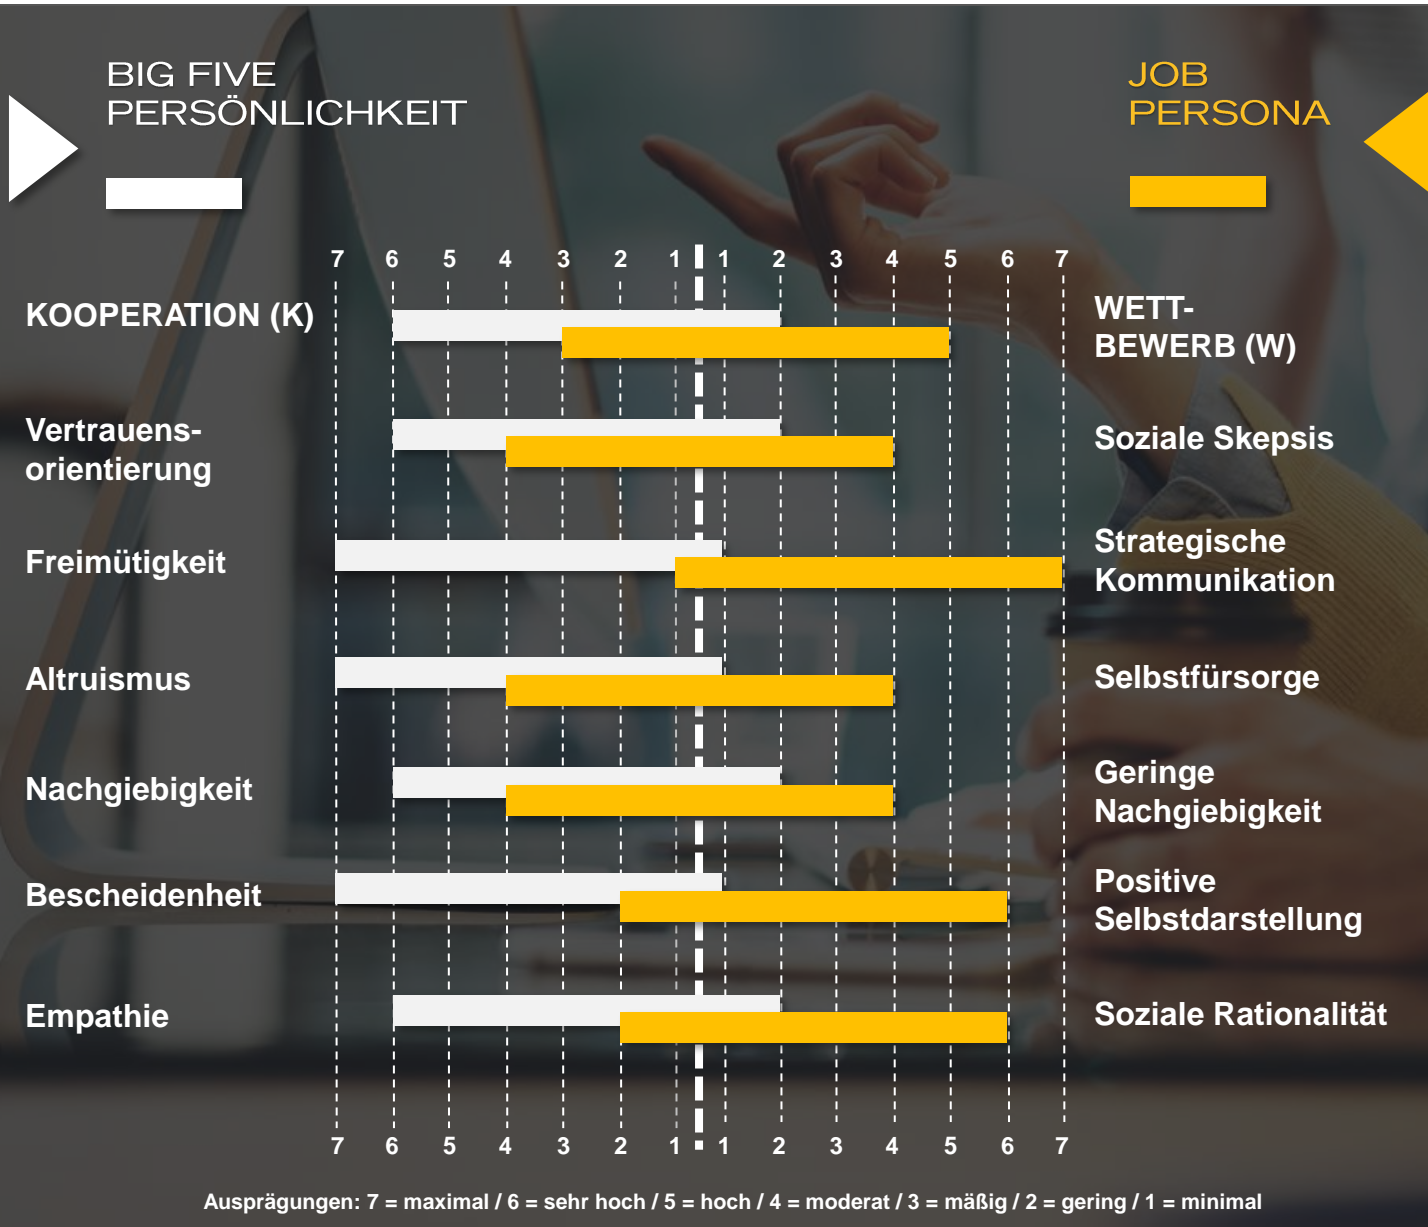 BIG FIVE
PERSÖNLICHKEIT
JOB
PERSONA
7 6 5 4 3 2 1 1 2 3 4 5 6 7
KOOPERATION (K)
WETT-
BEWERB (W)
Vertrauens-
orientierung
Soziale Skepsis
Freimütigkeit
Strategische
Kommunikation
Altruismus
Selbstfürsorge
Nachgiebigkeit
Geringe
Nachgiebigkeit
Bescheidenheit
Positive
Selbstdarstellung
Empathie
Soziale Rationalität
7 6 5 4 3 2 1 1 2 3 4 5 6 7
Ausprägungen: 7 = maximal / 6 = sehr hoch / 5 = hoch / 4 = moderat / 3 = mäßig / 2 = gering / 1 = minimal